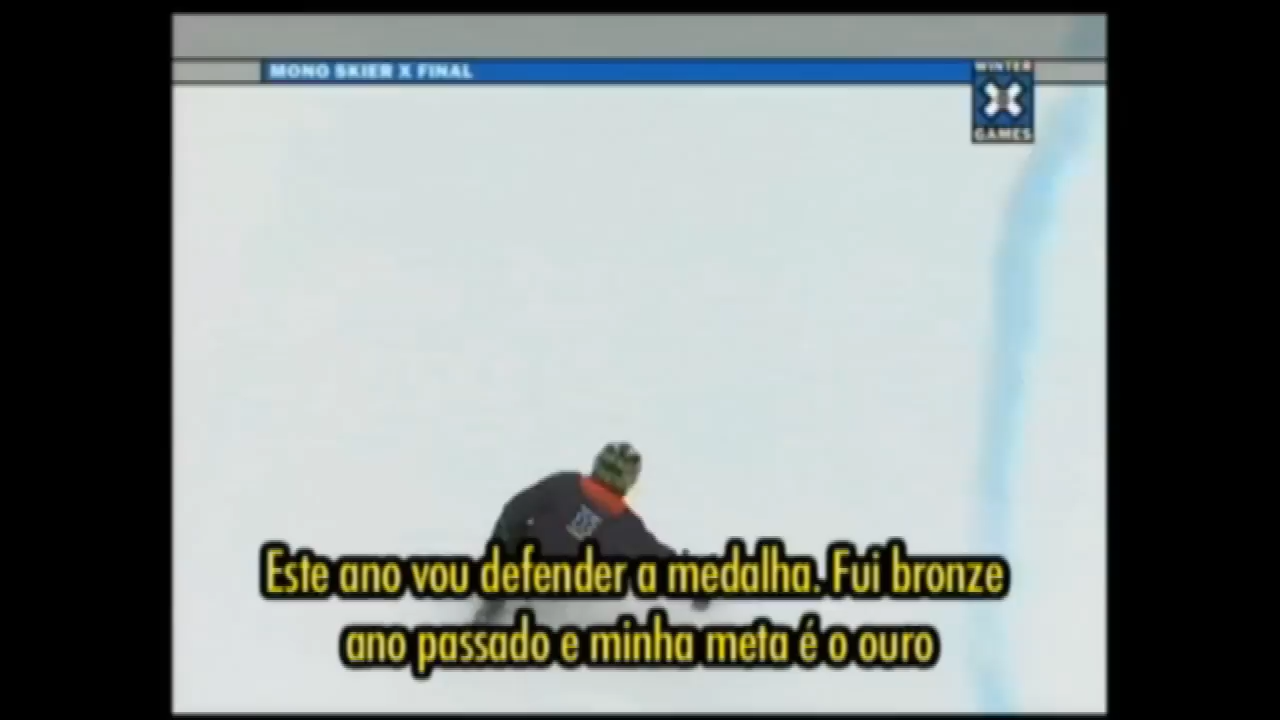 MONO SKIER X FINAL
WINTER
X
GAMES
Este ano vou defender a medalha. Fui bronze
ano passado e minha meta é o ouro